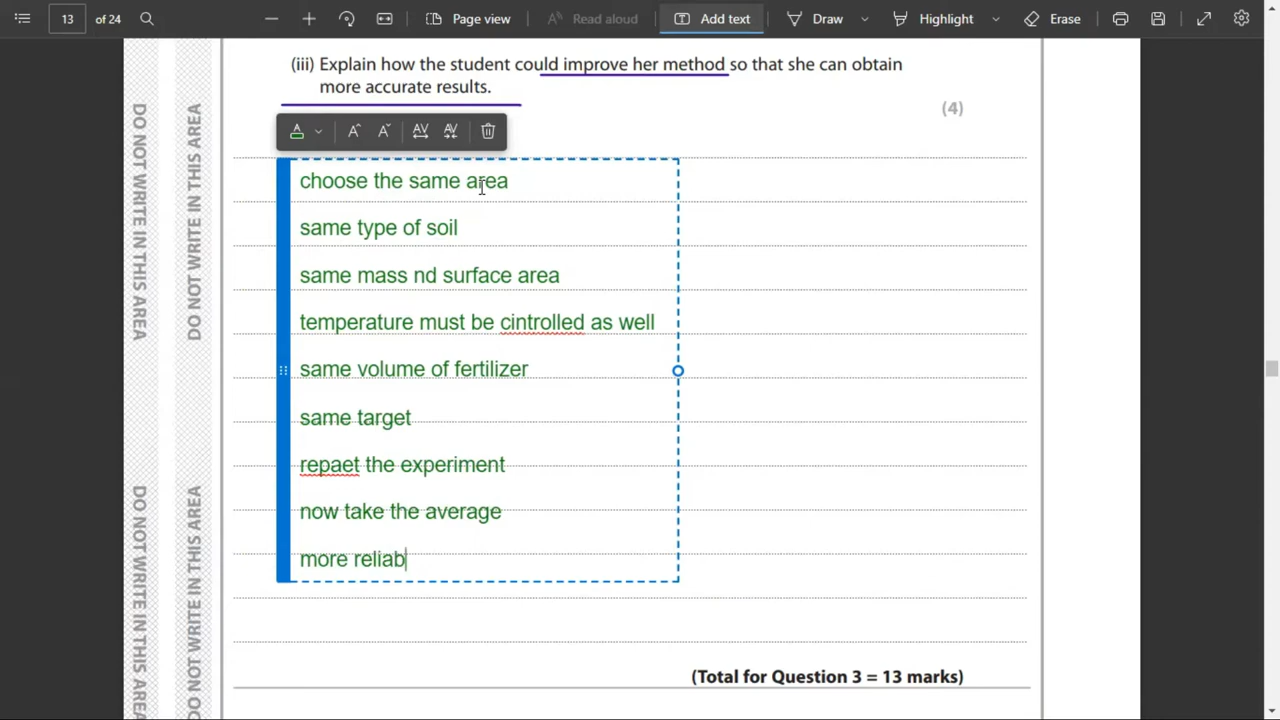 13
of 24
Page view
Read aloud
Add text
Draw
Highlight
Erase
(iii) Explain how the student could improve her method so that she can obtain
more accurate results.
(4)
choose the same area
same type of soil
same mass nd surface area
temperature must be cintrolled as well
same volume of fertilizer
same target
repaet the experiment
now take the average
more reliab
(Total for Question 3 = 13 marks)
DO NOT WRITE IN THIS AREA
DO NOT WRITE IN THIS AREA
DO NOT WRITE IN THIS AREA
DO NOT WRITE IN THIS AREA